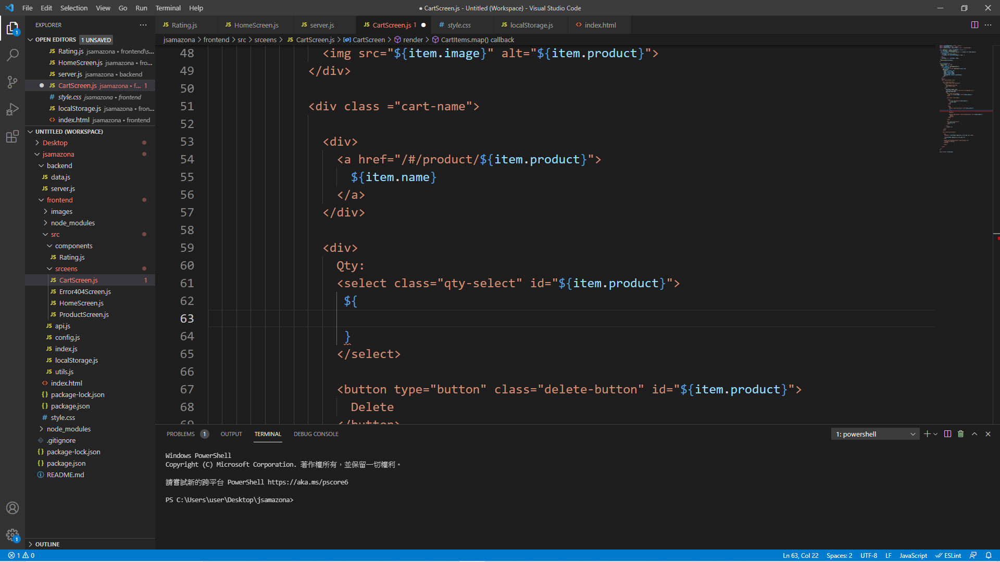 File Edit Selection View Go Run Terminal Help
● CartScreen.js - Untitled (Workspace) - Visual Studio Code
EXPLORER
OPEN EDITORS 1 UNSAVED
JS Rating.js jsamazona • frontend\s...
JS HomeScreen.js jsamazona • fro...
JS server.js jsamazona • backend
● JS CartScreen.js jsamazona • f... 1
# style.css jsamazona • frontend
JS localStorage.js jsamazona • fron...
<> index.html jsamazona • frontend
UNTITLED (WORKSPACE)
Desktop
jsamazona
backend
JS data.js
JS server.js
frontend
images
node_modules
src
components
JS Rating.js
srceens
JS CartScreen.js 1
JS Error404Screen.js
JS HomeScreen.js
JS ProductScreen.js
JS api.js
JS config.js
JS index.js
JS localStorage.js
JS utils.js
<> index.html
{} package-lock.json
{} package.json
# style.css
node_modules
.gitignore
{} package-lock.json
{} package.json
README.md
OUTLINE
JS Rating.js JS HomeScreen.js JS server.js JS CartScreen.js 1 ● # style.css JS localStorage.js <> index.html
jsamazona > frontend > src > srceens > JS CartScreen.js > CartScreen > render > CartItems.map() callback
48 <img src="${item.image}" alt="${item.product}">
49 </div>
50
51 <div class ="cart-name">
52
53 <div>
54 <a href="/#/product/${item.product}">
55 ${item.name}
56 </a>
57 </div>
58
59 <div>
60 Qty:
61 <select class="qty-select" id="${item.product}">
62 ${
63
64 }
65 </select>
66
67 <button type="button" class="delete-button" id="${item.product}">
68 Delete
69 </button>
PROBLEMS 1 OUTPUT TERMINAL DEBUG CONSOLE
1: powershell
Windows PowerShell
Copyright (C) Microsoft Corporation. 著作權所有，並保留一切權利。
請嘗試新的跨平台 PowerShell https://aka.ms/pscore6
PS C:\Users\user\Desktop\jsamazona>
1 0
Ln 63, Col 22 Spaces: 2 UTF-8 LF JavaScript ESLint